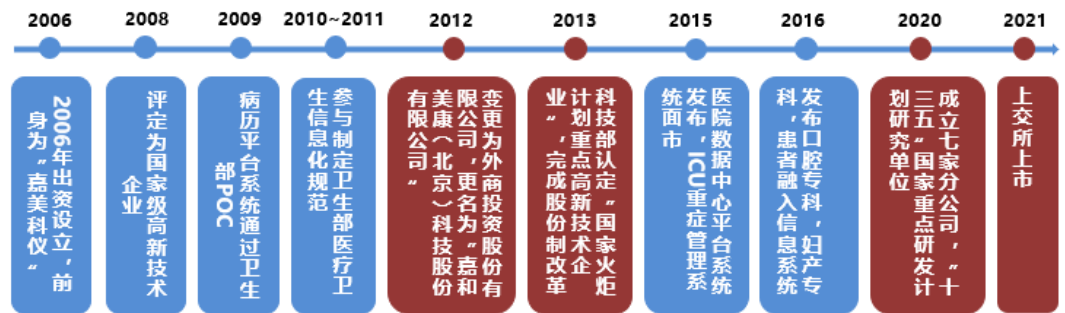 2006
2008
2009
2010~2011
2012
2013
2015
2016
2020
2021
2006年出资设立，前
身为“嘉美科仪”
评定为国家级高新技术
企业
病历平台系统通过卫生
部POC
参与制定卫生部医疗卫
生信息化规范
变更为外商投资股份有
限公司，更名为“嘉和
美康（北京）科技股份
有限公司”
科技部认定“国家火炬
计划重点高新技术企
业”，完成股份制改革
医院数据中心平台系统
发布，ICU重症管理系
统面市
发布口腔专科，妇产专
科，患者融入信息系统
成立七家分公司，“十
三五”国家重点研发计
划研究单位
上交所上市